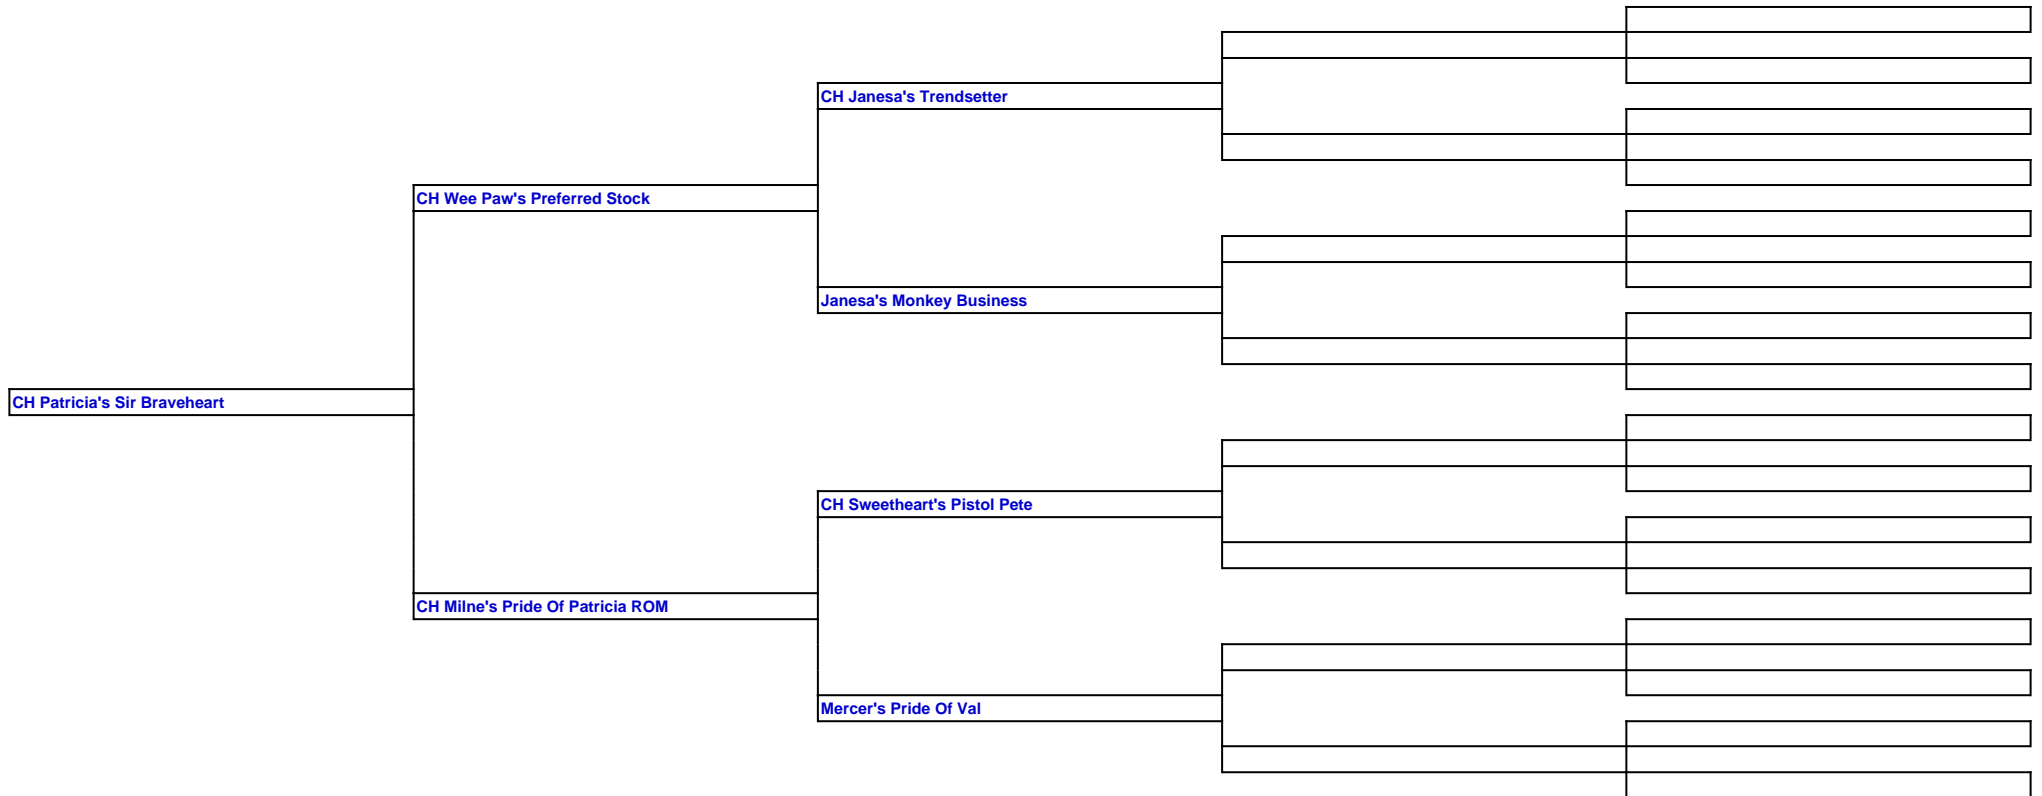 CH Janesa's Trendsetter
CH Wee Paw's Preferred Stock
Janesa's Monkey Business
CH Patricia's Sir Braveheart
CH Sweetheart's Pistol Pete
CH Milne's Pride Of Patricia ROM
Mercer's Pride Of Val